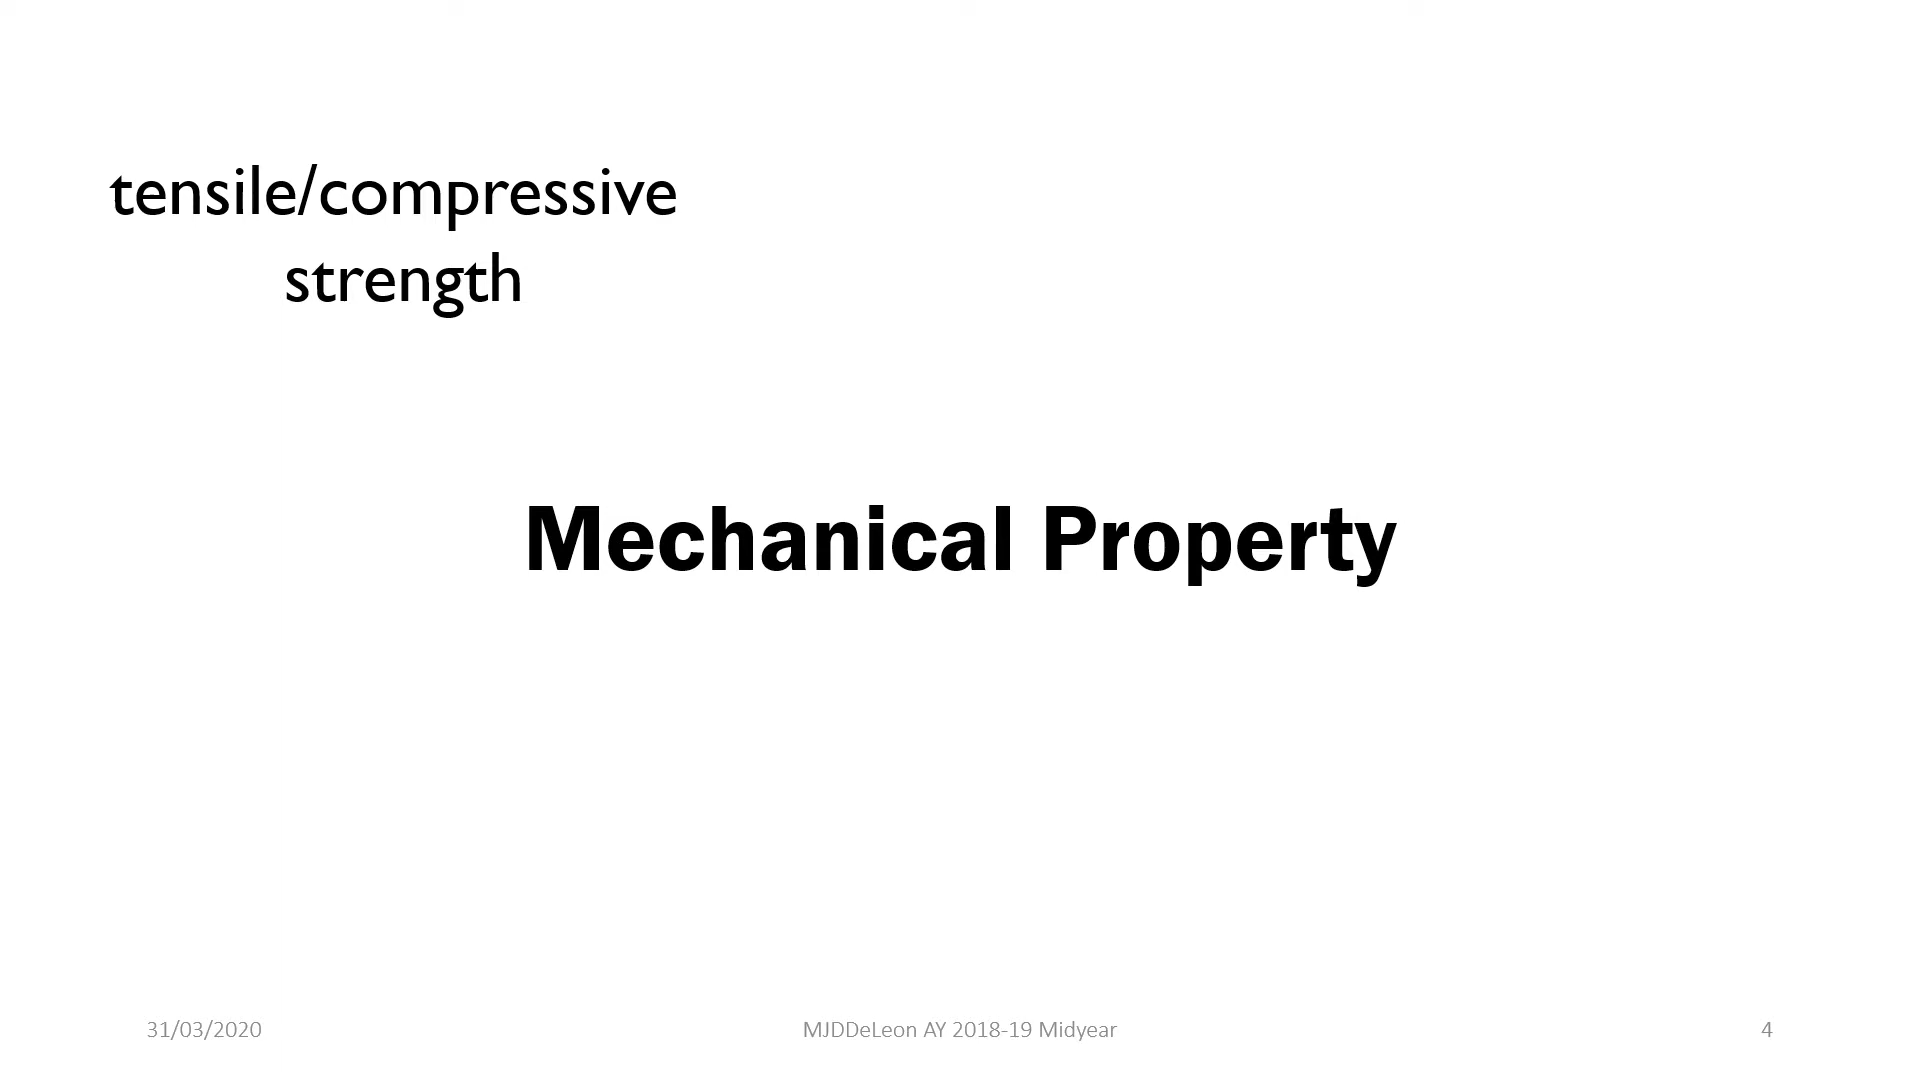 tensile/compressive
strength
Mechanical Property
31/03/2020
MJDDeLeon AY 2018-19 Midyear
4